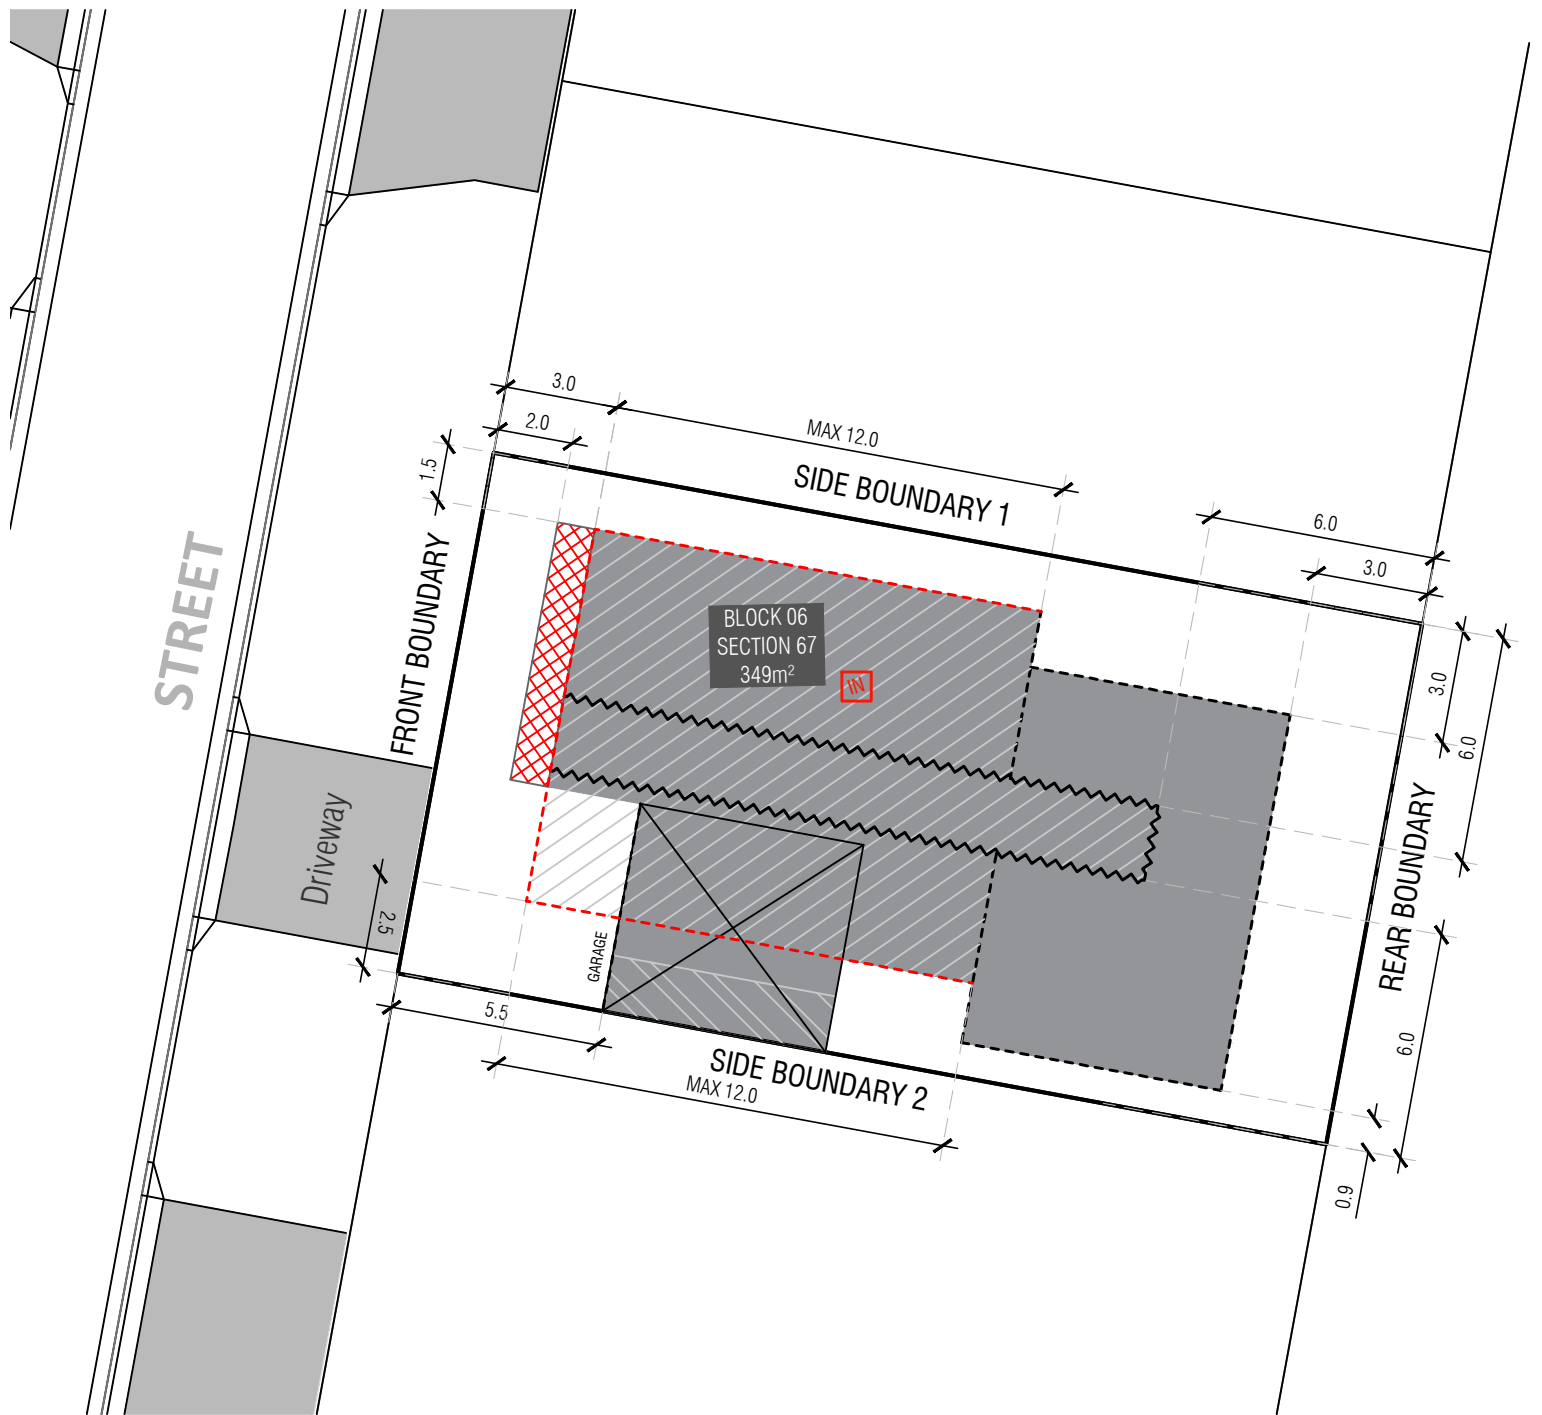 3.0
MAX 12.0
2.0
1.5
SIDE BOUNDARY 1
6.0
3.0
STREET
FRONT BOUNDARY
BLOCK 06
SECTION 67
349m²
IN
3.0
6.0
Driveway
2.5
GARAGE
REAR BOUNDARY
5.5
SIDE BOUNDARY 2
MAX 12.0
6.0
0.9